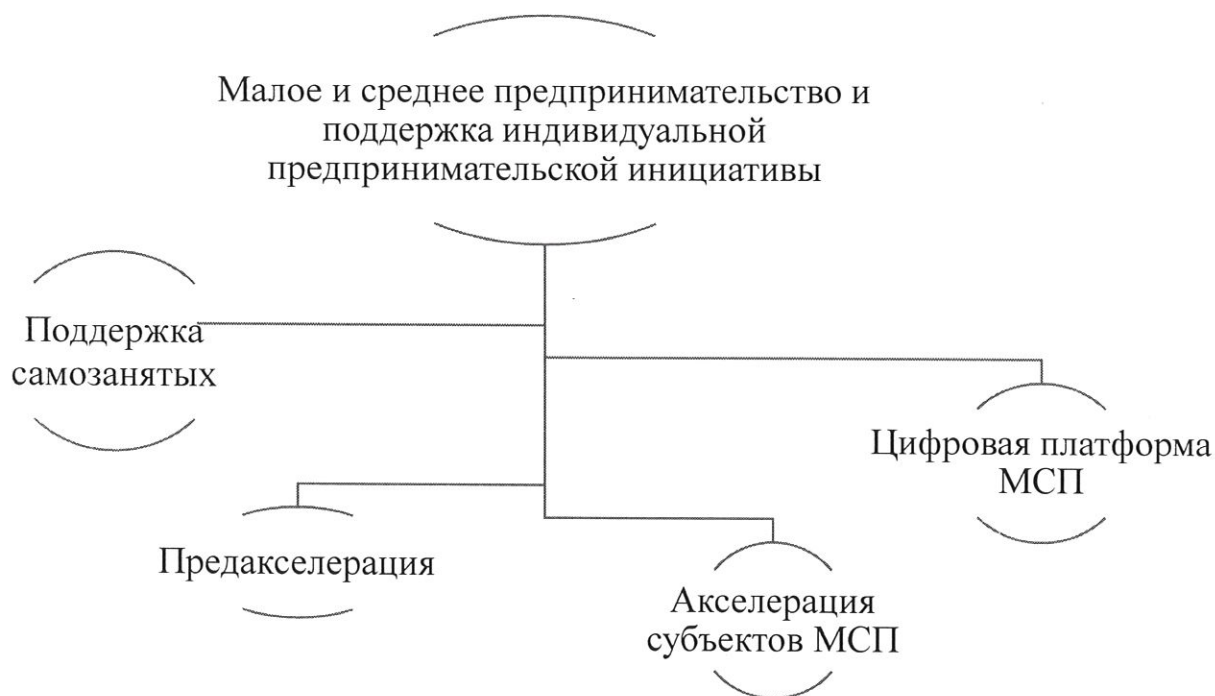 Малое и среднее предпринимательство и
поддержка индивидуальной
предпринимательской инициативы
Поддержка
самозанятых
Цифровая платформа
МСП
Предакселерация
Акселерация
субъектов МСП